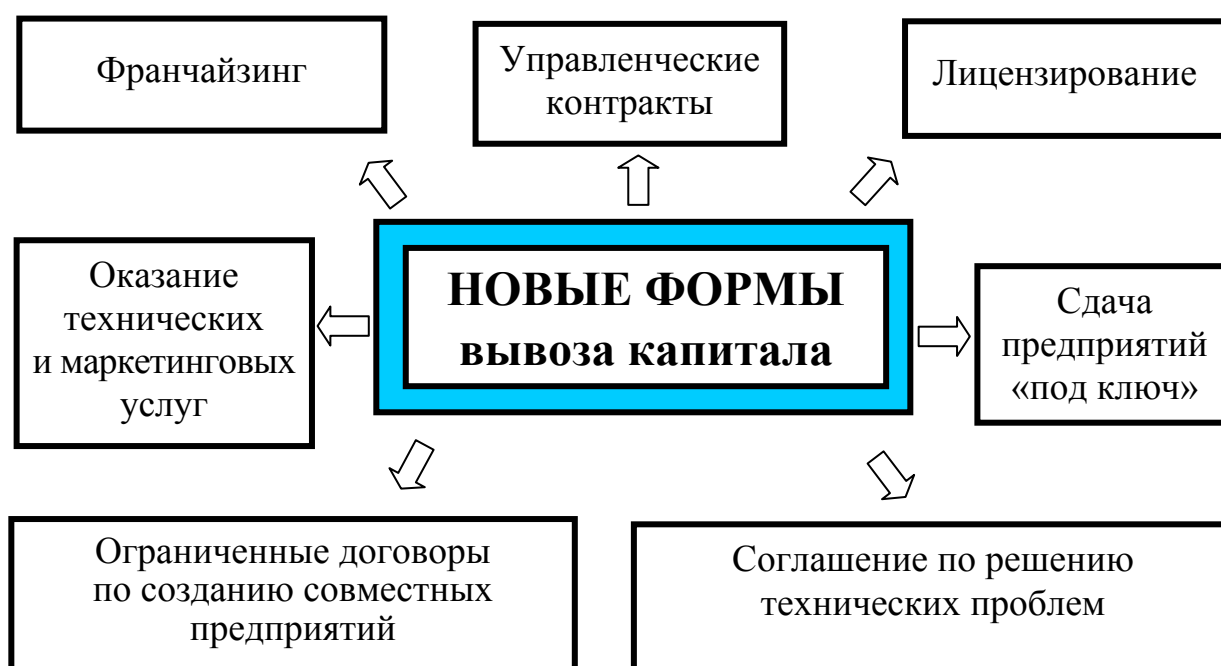 Франчайзинг
Управленческие
контракты
Лицензирование
Оказание
технических
и маркетинговых
услуг
НОВЫЕ ФОРМЫ
вывоза капитала
Сдача
предприятий
«под ключ»
Ограниченные договоры
по созданию совместных
предприятий
Соглашение по решению
технических проблем